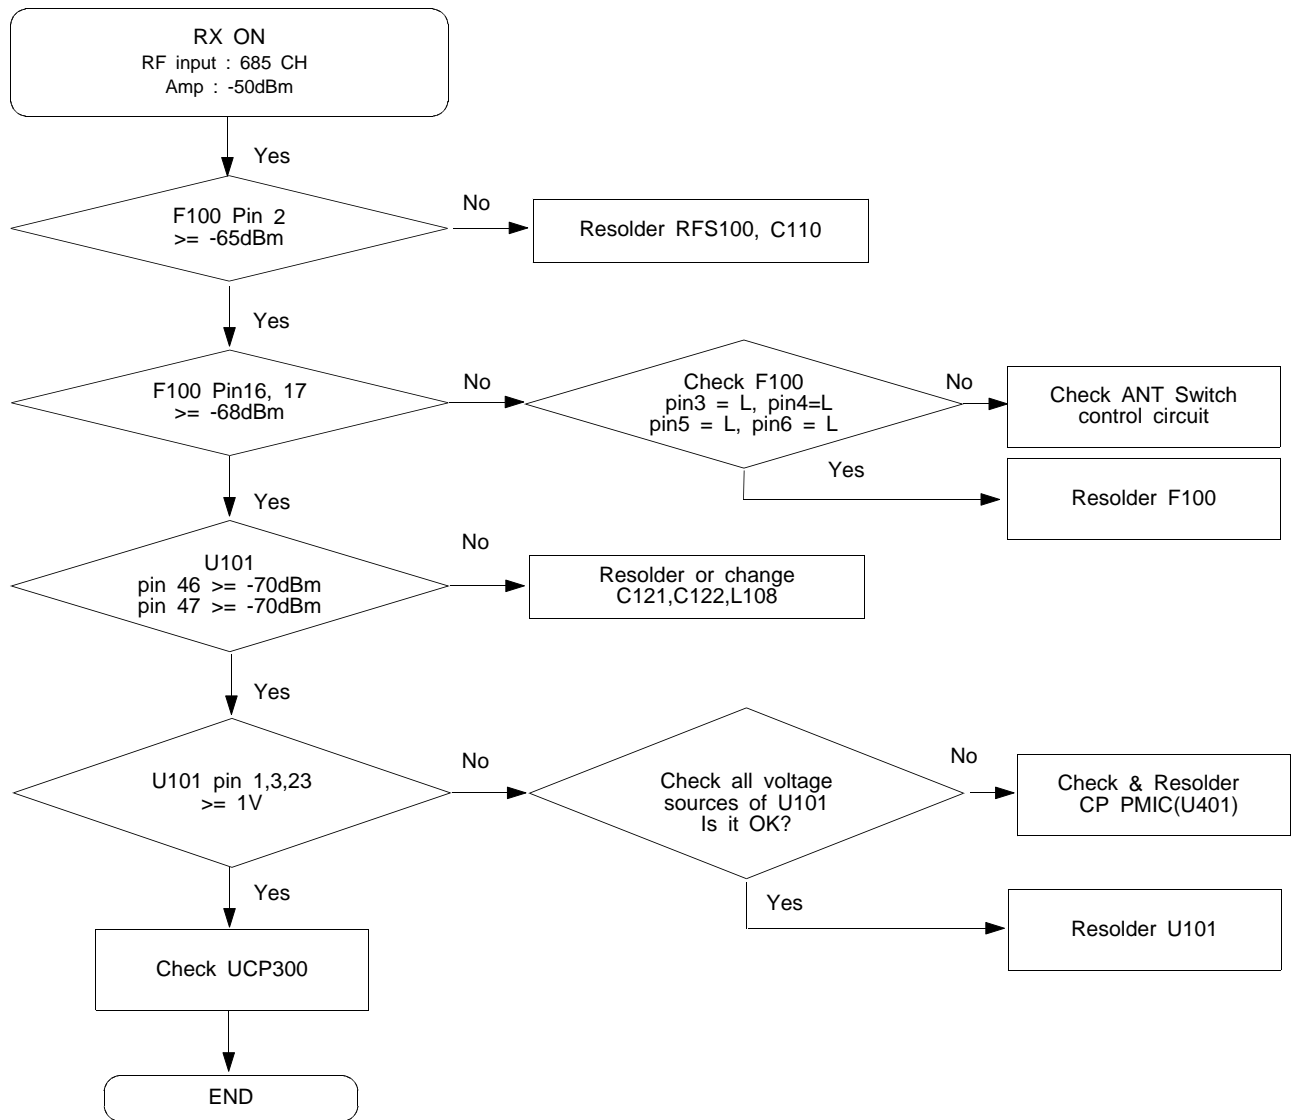 RX ON
RF input : 685 CH
Amp : -50dBm
Yes
F100 Pin 2
>= -65dBm
No
Resolder RFS100, C110
Yes
F100 Pin16, 17
>= -68dBm
No
Check F100
pin3 = L, pin4=L
pin5 = L, pin6 = L
No
Check ANT Switch
control circuit
Yes
Resolder F100
Yes
U101
pin 46 >= -70dBm
pin 47 >= -70dBm
No
Resolder or change
C121,C122,L108
Yes
U101 pin 1,3,23
>= 1V
No
Check all voltage
sources of U101
Is it OK?
No
Check & Resolder
CP PMIC(U401)
Yes
Resolder U101
Yes
Check UCP300
END